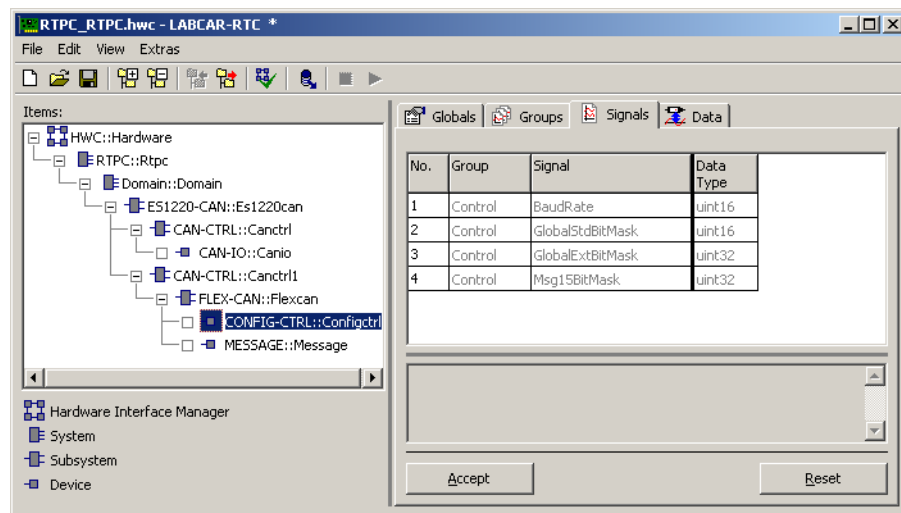 RTPC_RTPC.hwc - LABCAR-RTC *
File Edit View Extras
Items:
HWC::Hardware
RTPC::Rtpc
Domain::Domain
ES1220-CAN::Es1220can
CAN-CTRL::Canctrl
CAN-IO::Canio
CAN-CTRL::Canctrl1
FLEX-CAN::Flexcan
CONFIG-CTRL::Configctrl
MESSAGE::Message
Hardware Interface Manager
System
Subsystem
Device
Globals Groups Signals Data
No. Group Signal Data Type
1 Control BaudRate uint16
2 Control GlobalStdBitMask uint16
3 Control GlobalExtBitMask uint32
4 Control Msg15BitMask uint32
Accept Reset